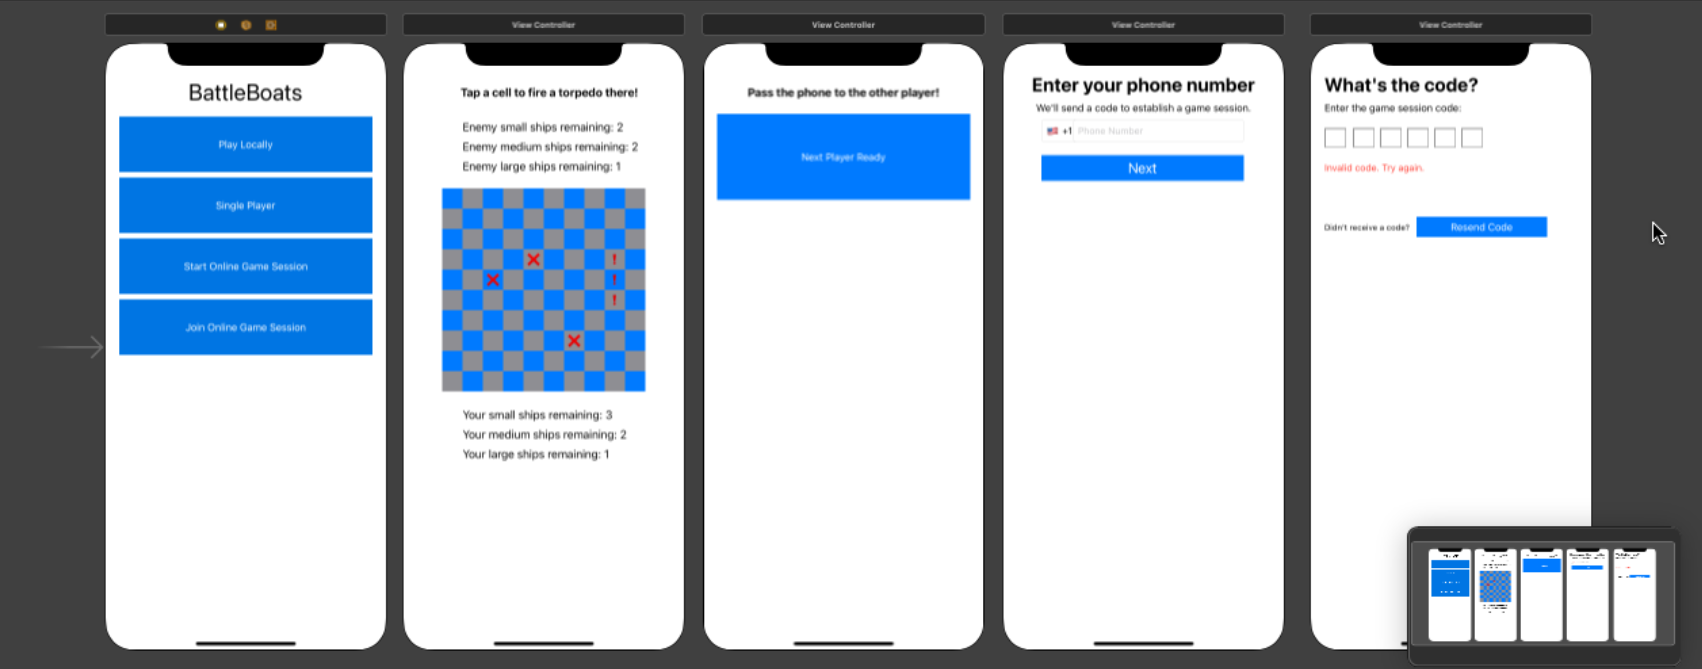 View Controller
View Controller
View Controller
View Controller
BattleBoats
Play Locally
Single Player
Start Online Game Session
Join Online Game Session
Tap a cell to fire a torpedo there!
Enemy small ships remaining: 2
Enemy medium ships remaining: 2
Enemy large ships remaining: 1
!
!
!
Your small ships remaining: 3
Your medium ships remaining: 2
Your large ships remaining: 1
Pass the phone to the other player!
Next Player Ready
Enter your phone number
We'll send a code to establish a game session.
+1 Phone Number
Next
What's the code?
Enter the game session code:
Invalid code. Try again.
Didn't receive a code? Resend Code